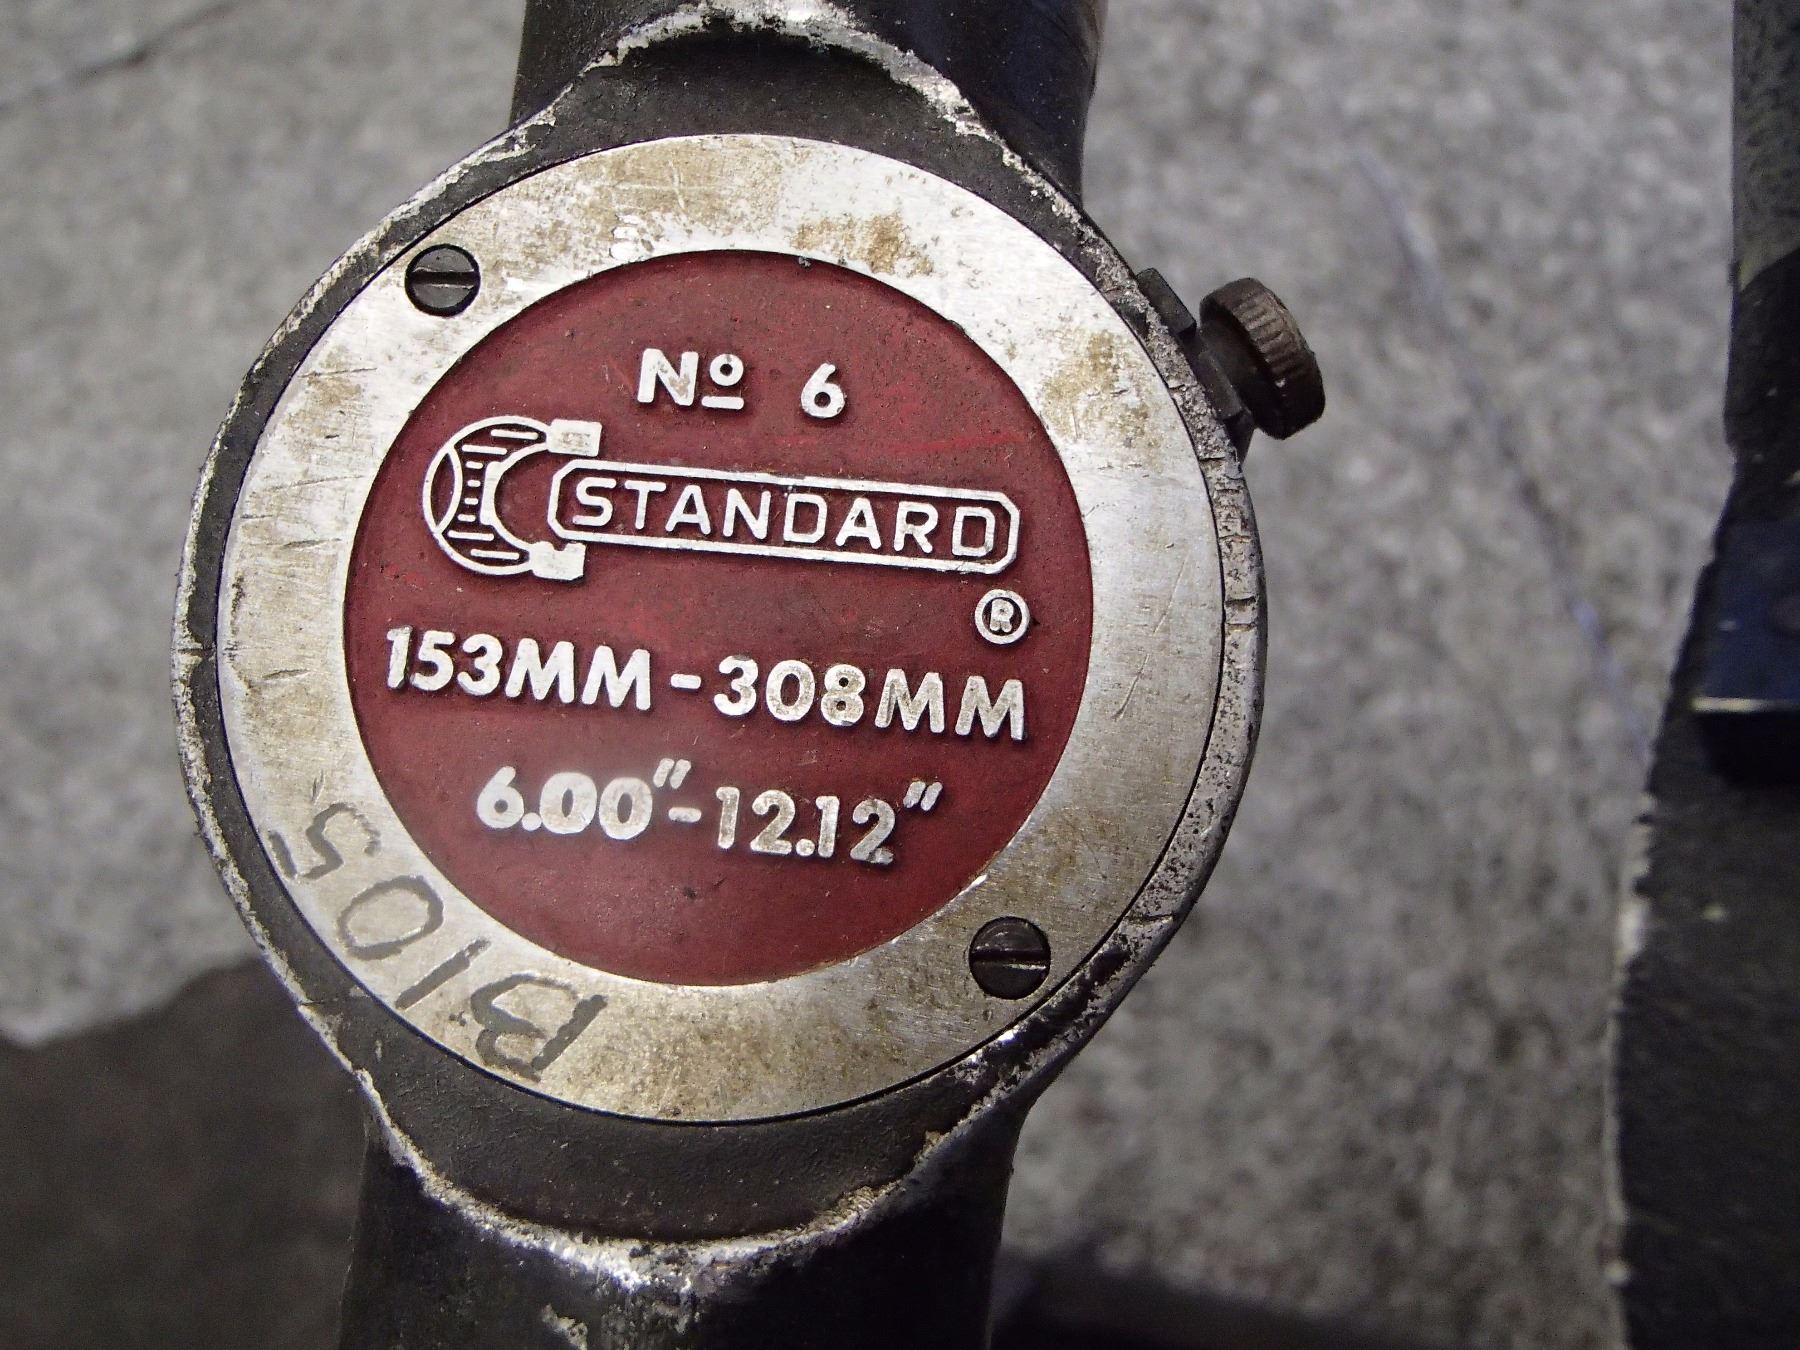 Nº 6
STANDARD
®
153MM-308MM
6.00"-12.12"
B105